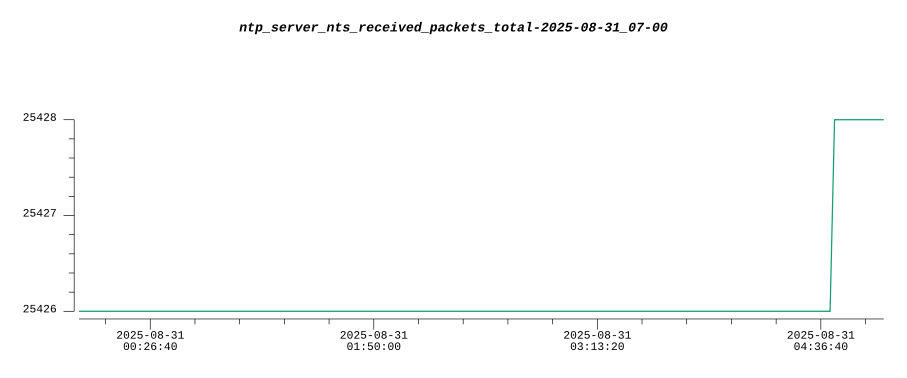 ntp_server_nts_received_packets_total-2025-08-31_07-00
25428
25427
25426
2025-08-31 2025-08-31 2025-08-31 2025-08-31
00:26:40 01:50:00 03:13:20 04:36:40